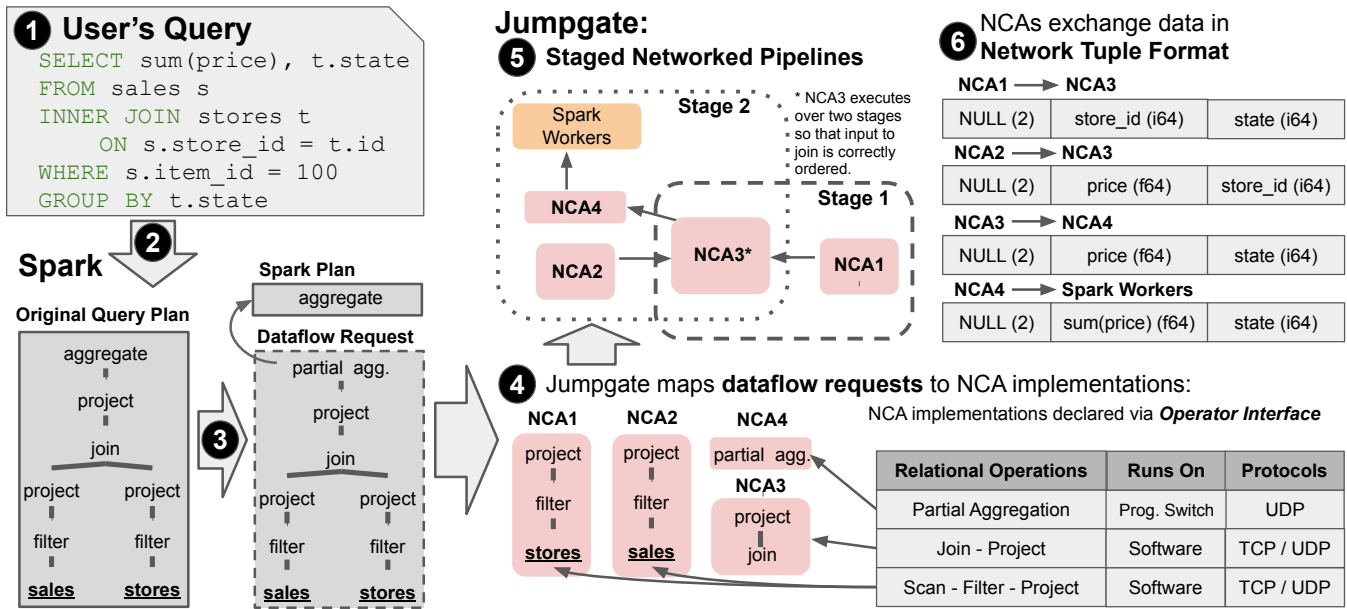 1 User's Query
SELECT sum(price), t.state
FROM sales s
INNER JOIN stores t
ON s.store_id = t.id
WHERE s.item_id = 100
GROUP BY t.state
2
Spark
Original Query Plan
aggregate
project
join
project project
filter filter
sales stores
3
Spark Plan
aggregate
Dataflow Request
partial agg.
project
join
project project
filter filter
sales stores
Jumpgate:
5 Staged Networked Pipelines
Stage 2
Spark
Workers
* NCA3 executes
over two stages
so that input to
join is correctly
ordered.
Stage 1
NCA4
NCA2
NCA3*
NCA1
4 Jumpgate maps dataflow requests to NCA implementations:
NCA implementations declared via Operator Interface
NCA1 NCA2 NCA4
project project partial agg.
NCA3
filter filter project
stores sales join
Relational Operations Runs On Protocols
Partial Aggregation Prog. Switch UDP
Join - Project Software TCP / UDP
Scan - Filter - Project Software TCP / UDP
6 NCAs exchange data in
Network Tuple Format
NCA1 NCA3
NULL (2) store_id (i64) state (i64)
NCA2 NCA3
NULL (2) price (f64) store_id (i64)
NCA3 NCA4
NULL (2) price (f64) state (i64)
NCA4 Spark Workers
NULL (2) sum(price) (f64) state (i64)